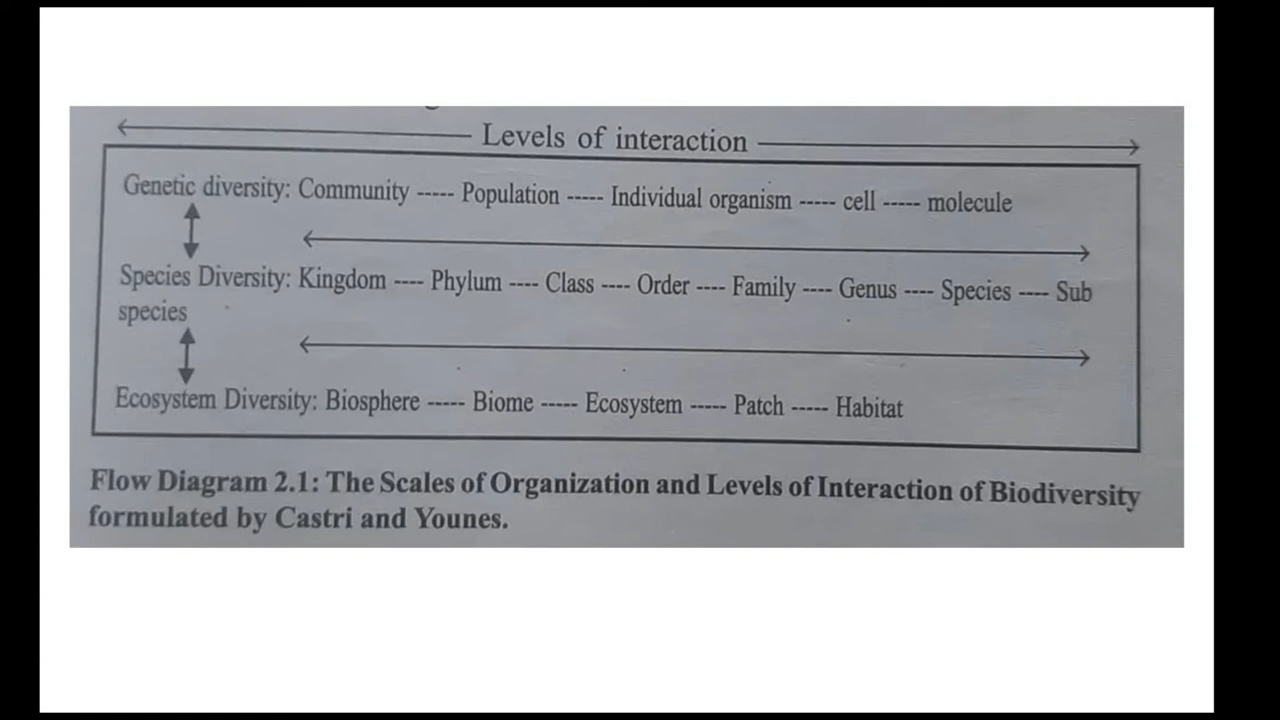 Levels of interaction
Genetic diversity: Community ----- Population ----- Individual organism ----- cell ----- molecule
Species Diversity: Kingdom ---- Phylum ---- Class ---- Order ---- Family ---- Genus ---- Species ---- Sub
species
Ecosystem Diversity: Biosphere ----- Biome ----- Ecosystem ----- Patch ----- Habitat
Flow Diagram 2.1: The Scales of Organization and Levels of Interaction of Biodiversity
formulated by Castri and Younes.